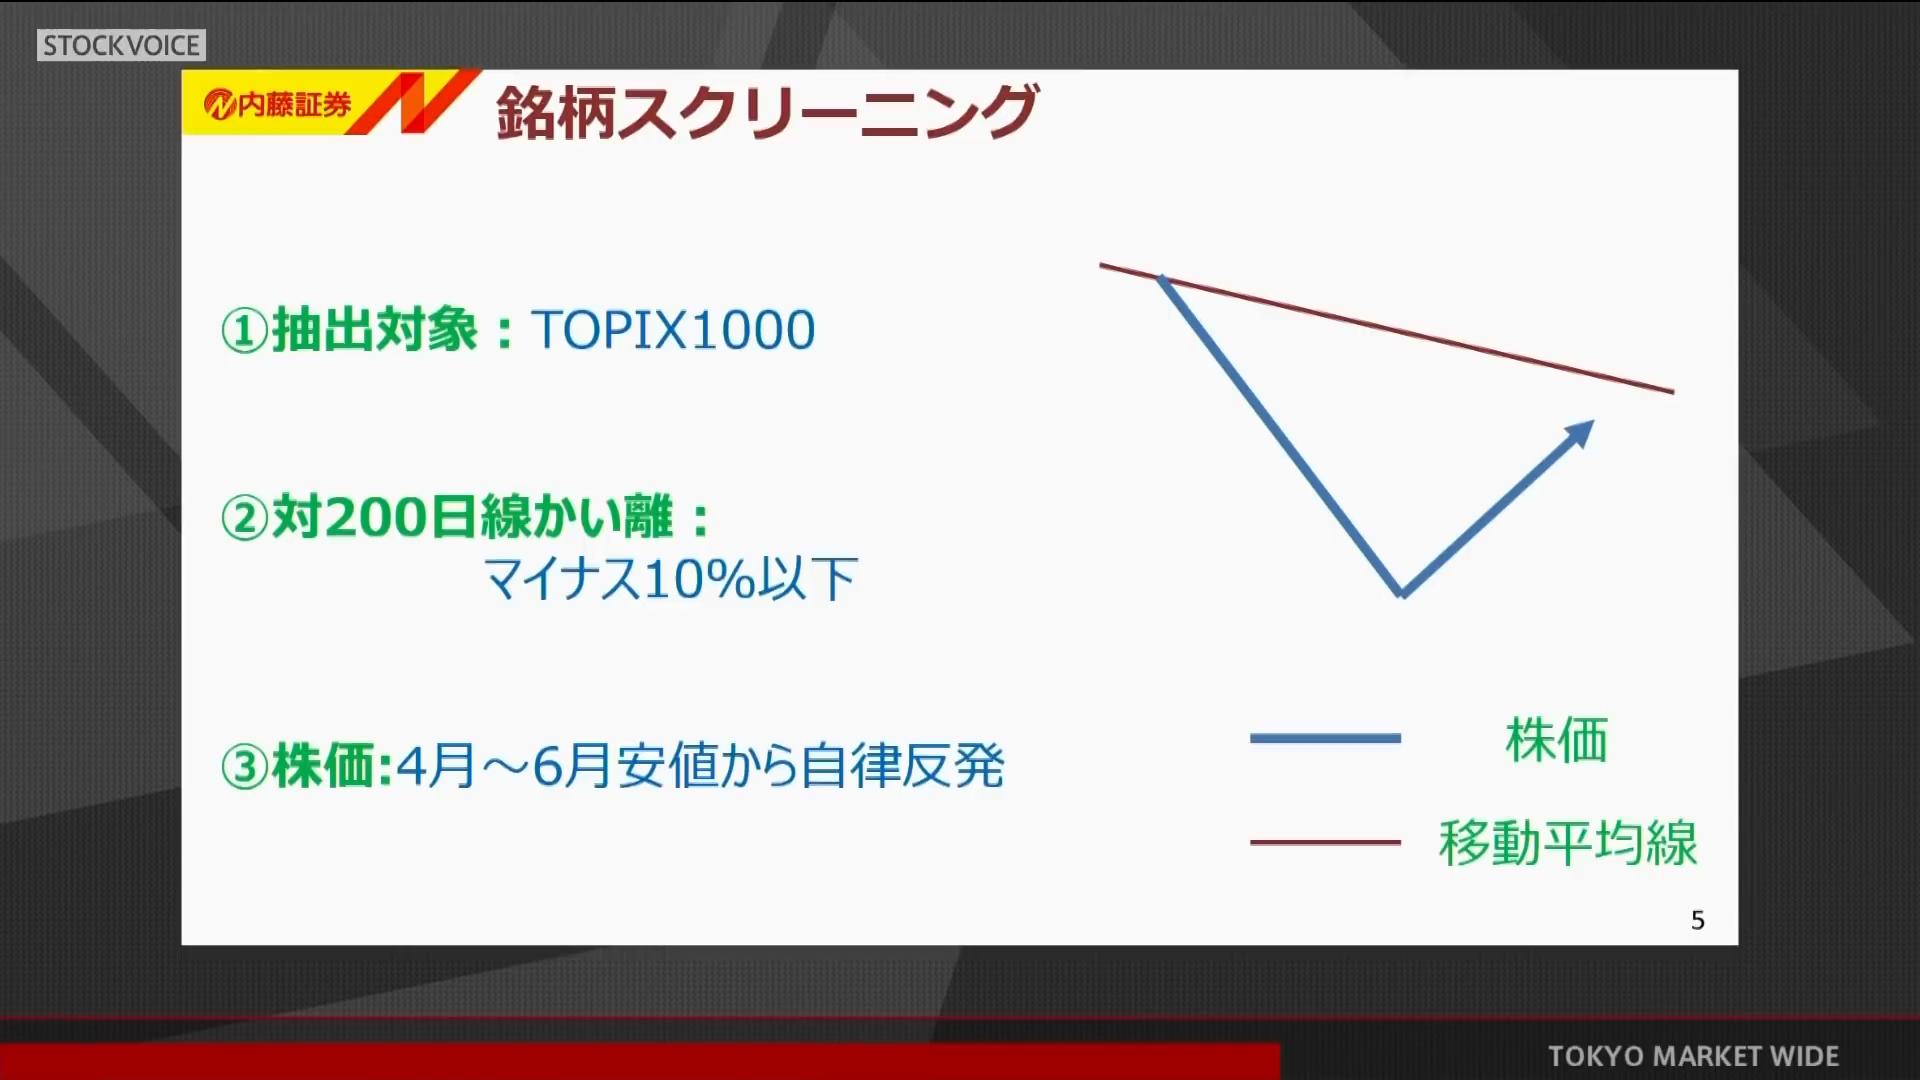 STOCKVOICE
内藤証券
銘柄スクリーニング
①抽出対象：TOPIX1000
②対200日線かい離：
マイナス10%以下
③株価:4月～6月安値から自律反発
株価
移動平均線
5
TOKYO MARKET WIDE